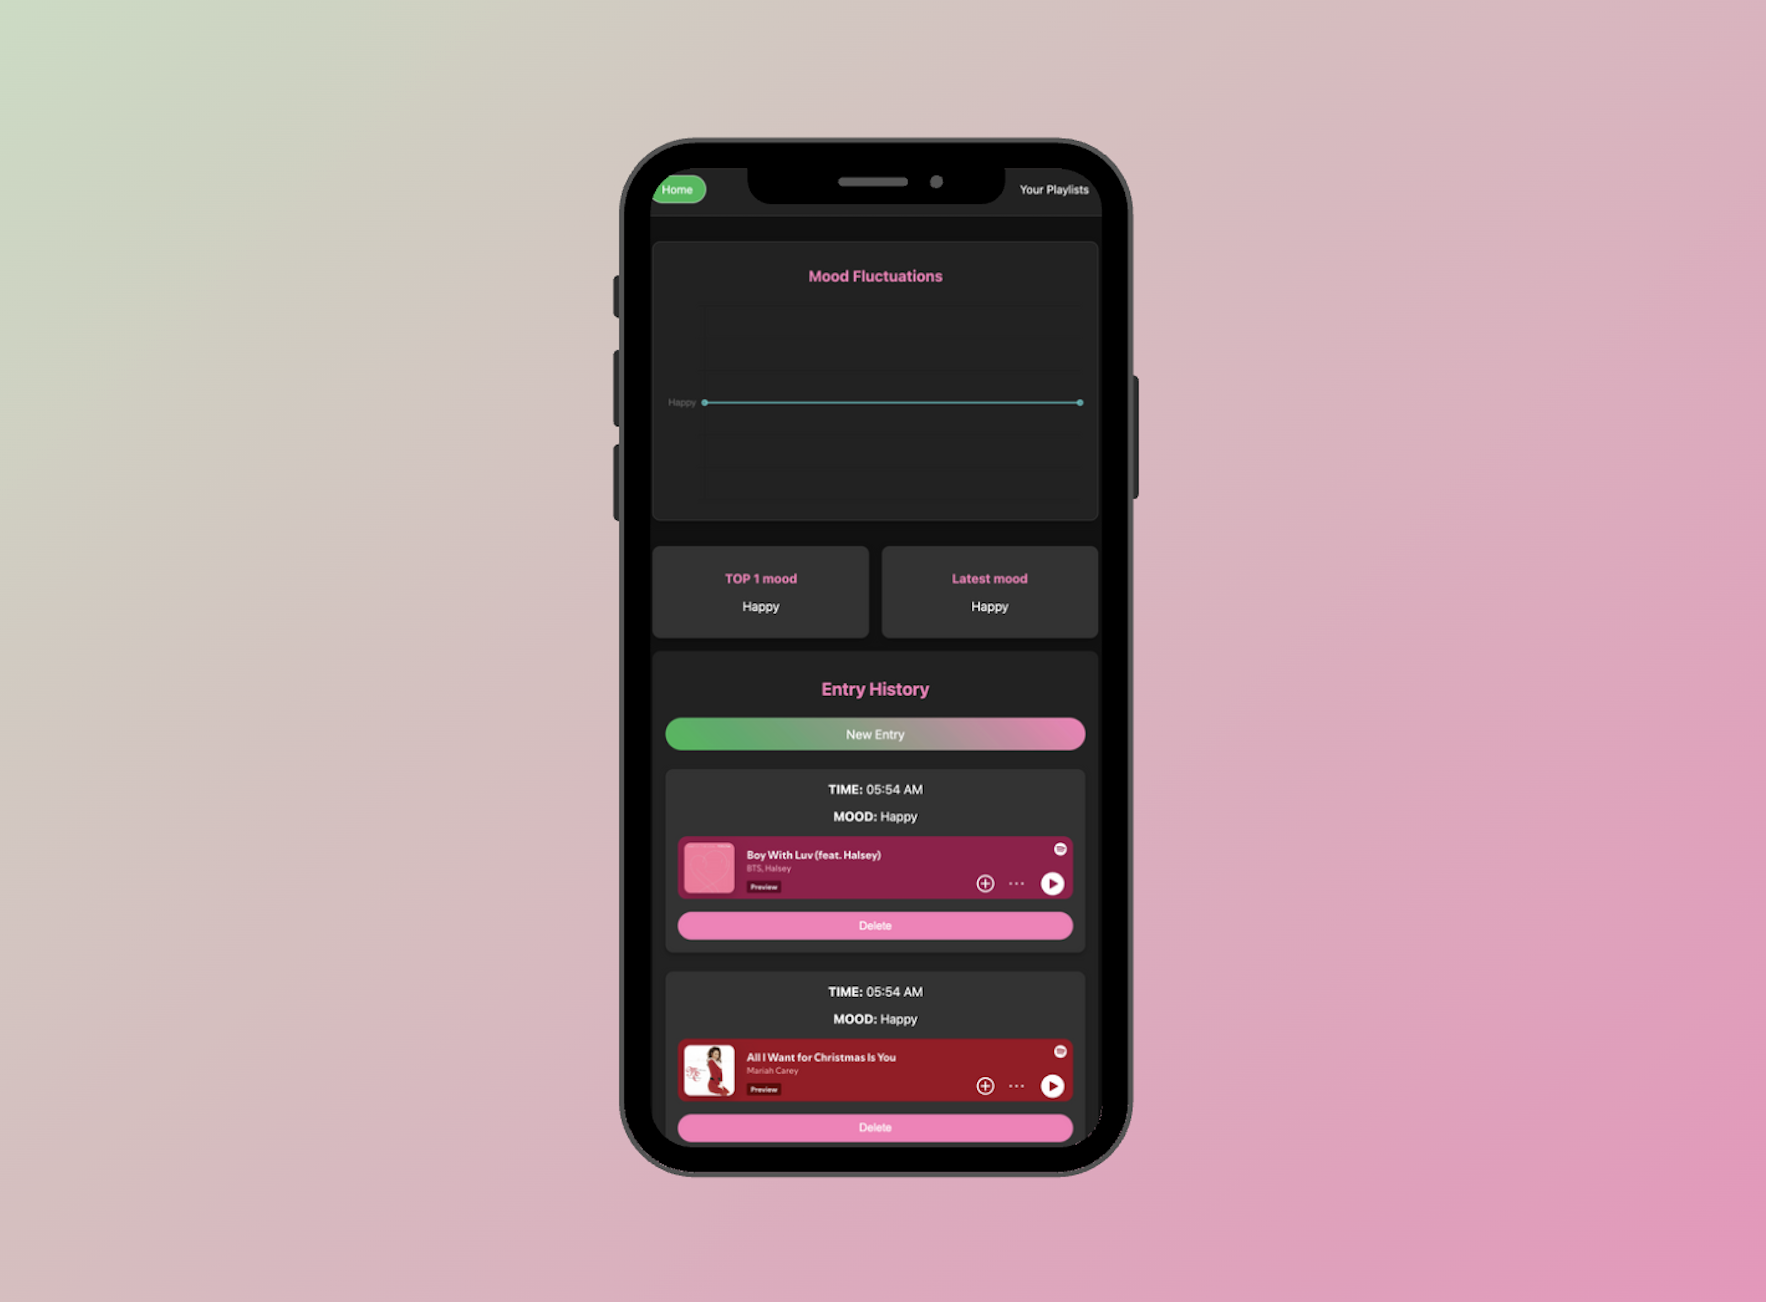 Home
Your Playlists
Mood Fluctuations
Happy
TOP 1 mood
Happy
Latest mood
Happy
Entry History
New Entry
TIME: 05:54 AM
MOOD: Happy
Boy With Luv (feat. Halsey)
BTS, Halsey
Preview
Delete
TIME: 05:54 AM
MOOD: Happy
All I Want for Christmas Is You
Mariah Carey
Preview
Delete